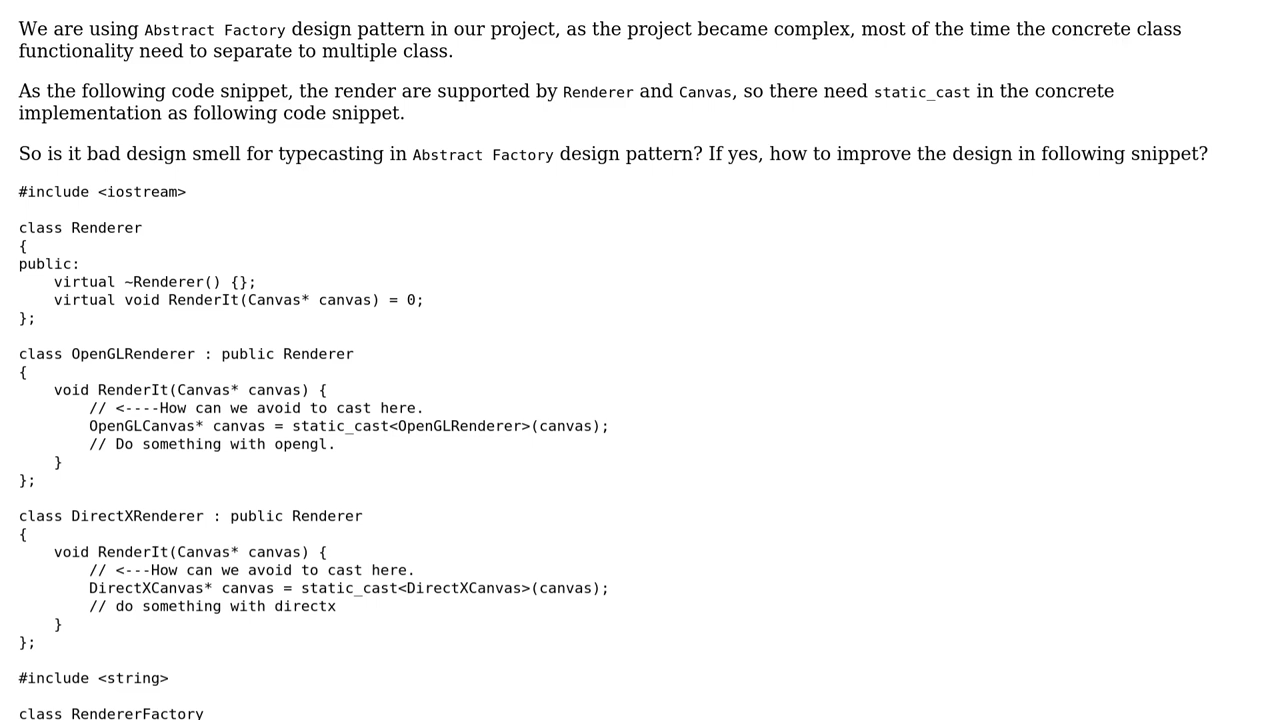 We are using Abstract Factory design pattern in our project, as the project became complex, most of the time the concrete class
functionality need to separate to multiple class.
As the following code snippet, the render are supported by Renderer and Canvas, so there need static_cast in the concrete
implementation as following code snippet.
So is it bad design smell for typecasting in Abstract Factory design pattern? If yes, how to improve the design in following snippet?
#include <iostream>
class Renderer
{
public:
    virtual ~Renderer() {};
    virtual void RenderIt(Canvas* canvas) = 0;
};
class OpenGLRenderer : public Renderer
{
    void RenderIt(Canvas* canvas) {
        // <----How can we avoid to cast here.
        OpenGLCanvas* canvas = static_cast<OpenGLRenderer>(canvas);
        // Do something with opengl.
    }
};
class DirectXRenderer : public Renderer
{
    void RenderIt(Canvas* canvas) {
        // <---How can we avoid to cast here.
        DirectXCanvas* canvas = static_cast<DirectXCanvas>(canvas);
        // do something with directx
    }
};
#include <string>
class RendererFactory